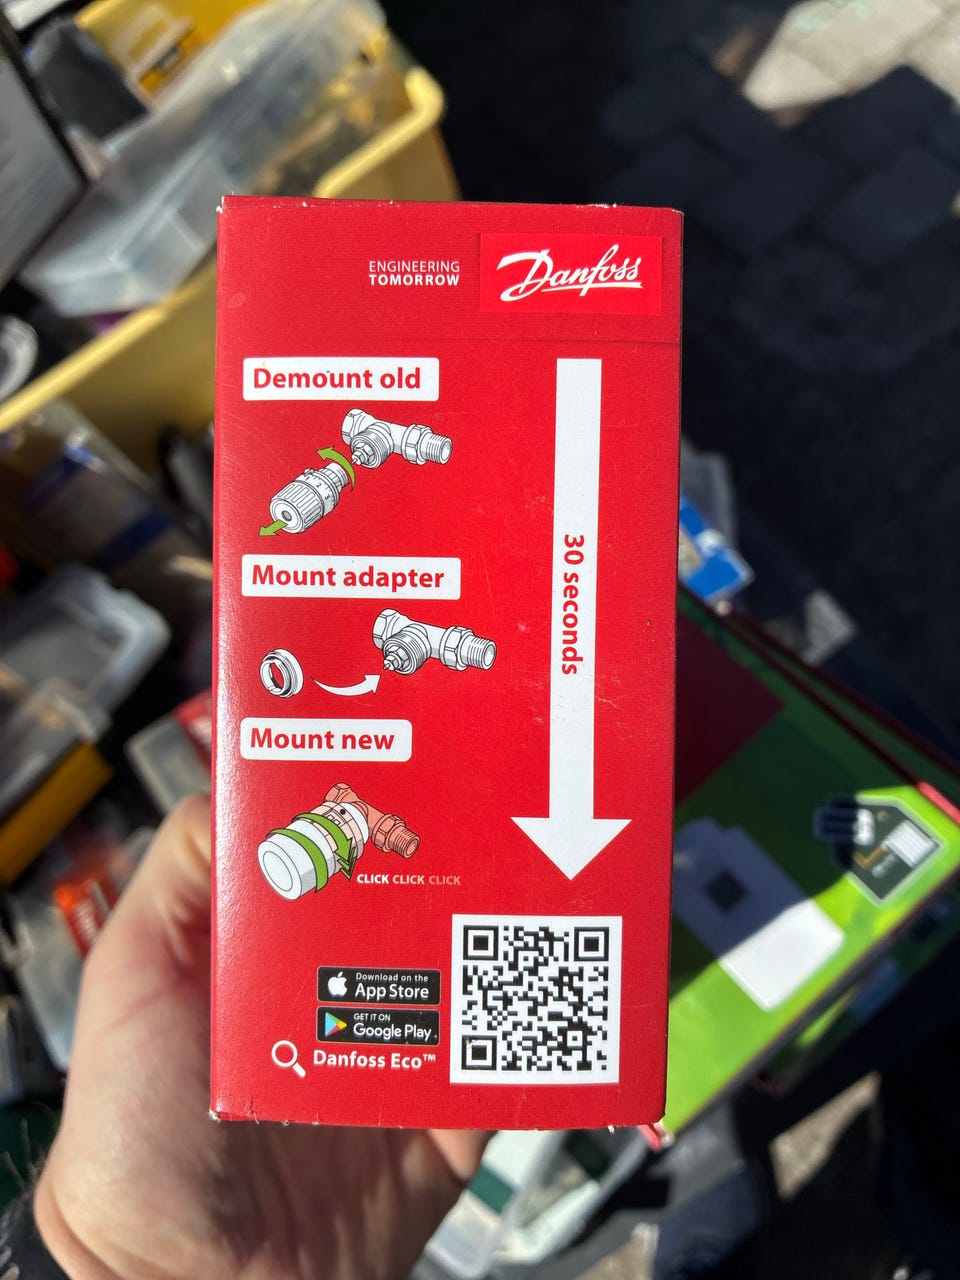 ENGINEERING
TOMORROW
Danfoss
Demount old
Mount adapter
Mount new
30 seconds
CLICK CLICK CLICK
Download on the
App Store
GET IT ON
Google Play
Danfoss Eco™